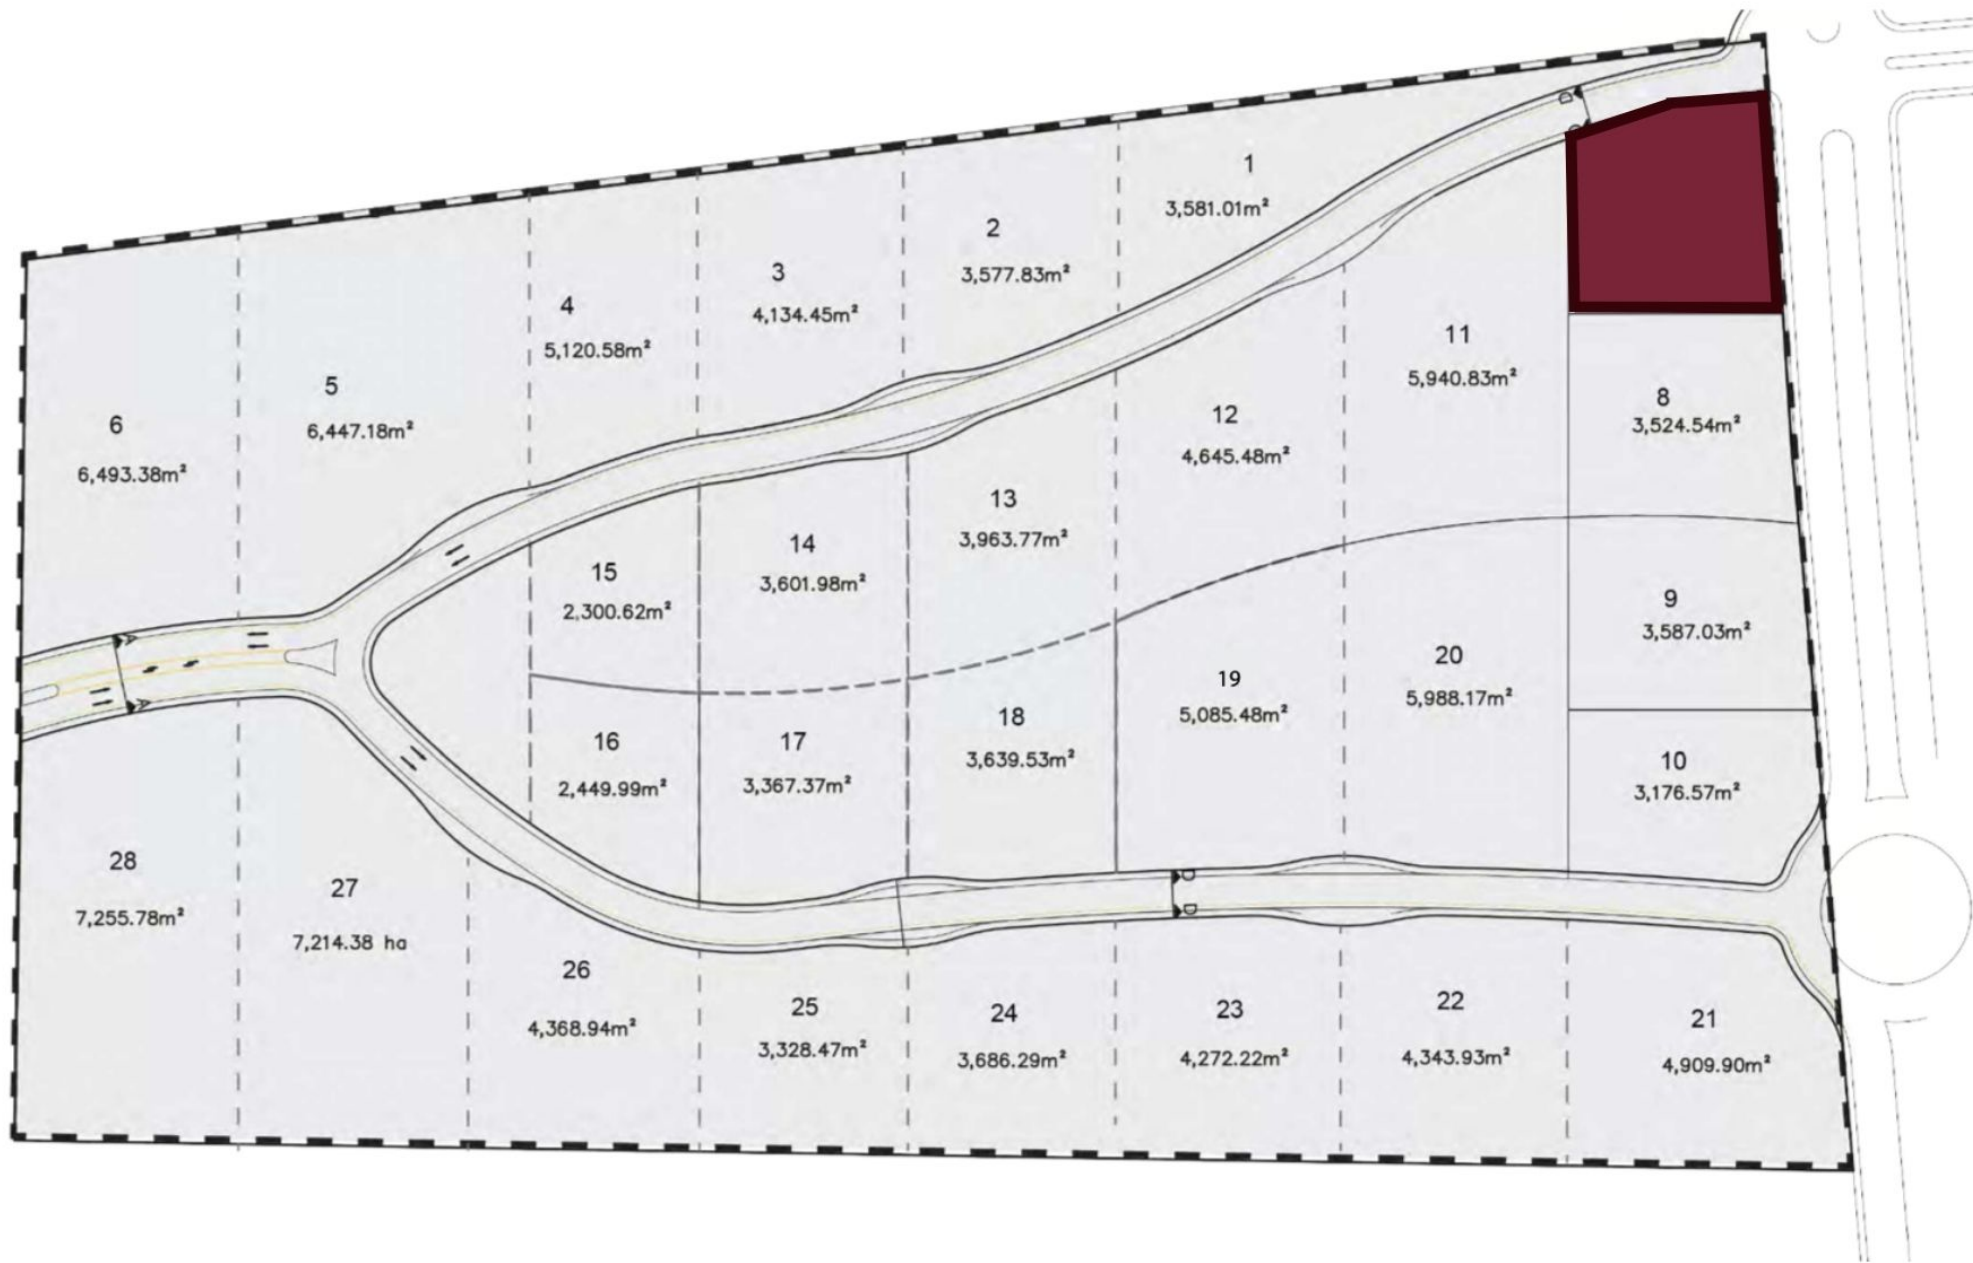 1
3,581.01m²
2
3,577.83m²
3
4,134.45m²
4
5,120.58m²
5
6,447.18m²
6
6,493.38m²
8
3,524.54m²
9
3,587.03m²
10
3,176.57m²
11
5,940.83m²
12
4,645.48m²
13
3,963.77m²
14
3,601.98m²
15
2,300.62m²
16
2,449.99m²
17
3,367.37m²
18
3,639.53m²
19
5,085.48m²
20
5,988.17m²
21
4,909.90m²
22
4,343.93m²
23
4,272.22m²
24
3,686.29m²
25
3,328.47m²
26
4,368.94m²
27
7,214.38 ha
28
7,255.78m²